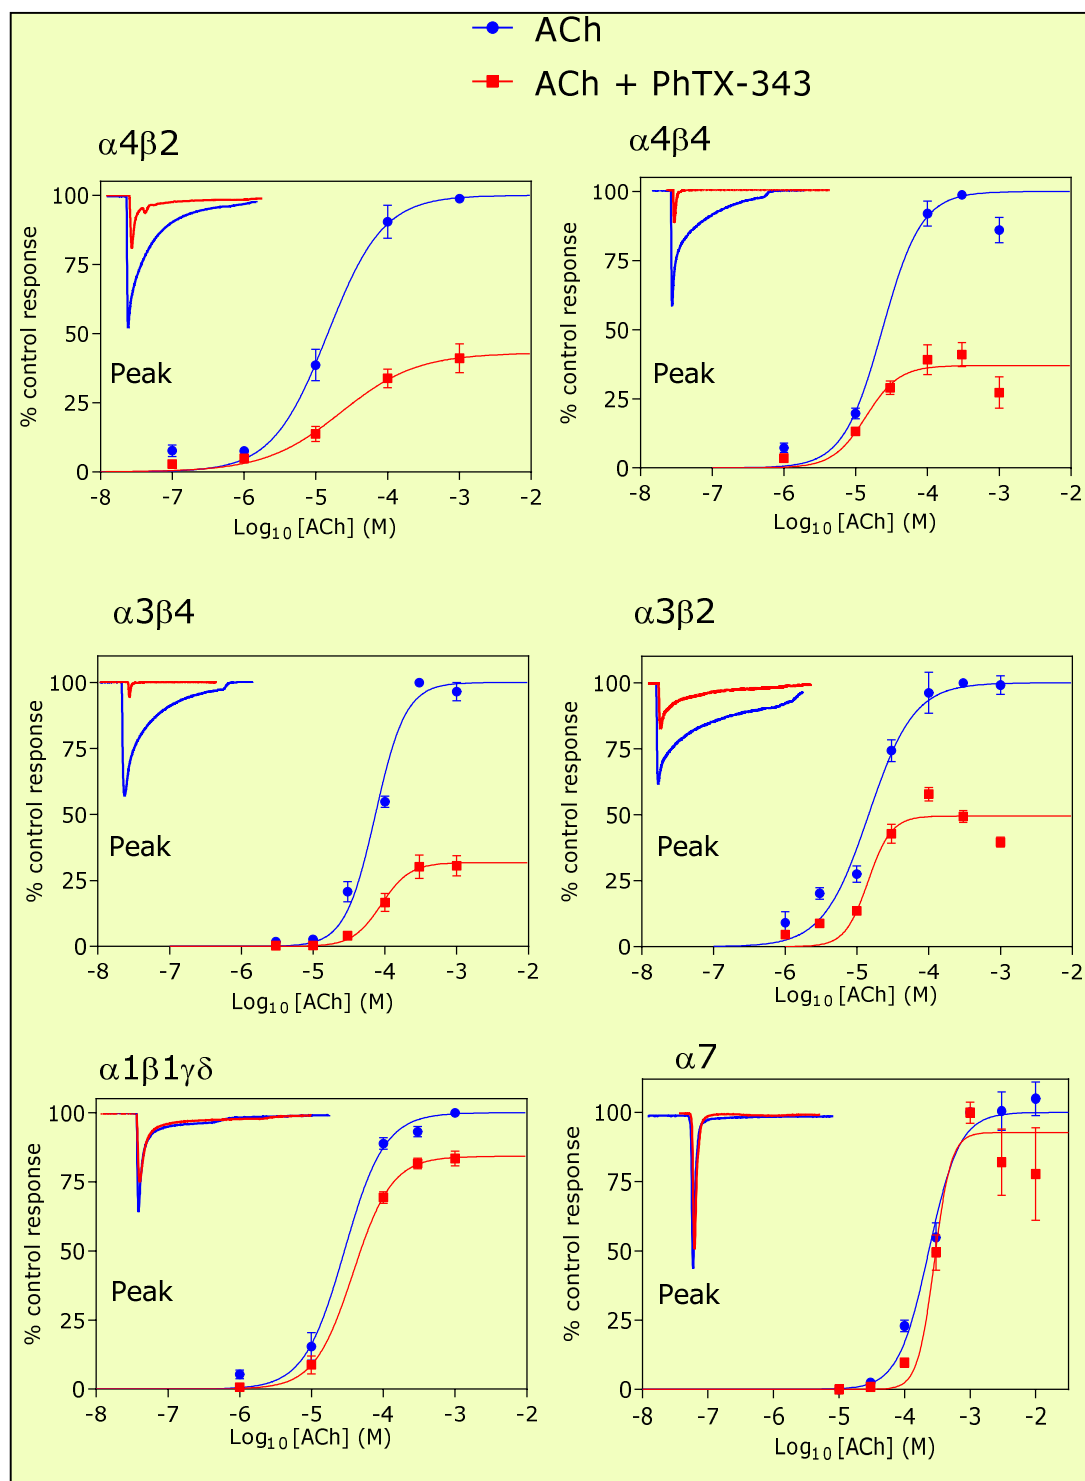 ACh
ACh + PhTX-343
α4β2
α4β4
% control response
100
75
50
25
0
Peak
-8 -7 -6 -5 -4 -3 -2
Log10 [ACh] (M)
% control response
100
75
50
25
0
Peak
-8 -7 -6 -5 -4 -3 -2
Log10 [ACh] (M)
α3β4
α3β2
% control response
100
75
50
25
0
Peak
-8 -7 -6 -5 -4 -3 -2
Log10 [ACh] (M)
% control response
100
75
50
25
0
Peak
-8 -7 -6 -5 -4 -3 -2
Log10 [ACh] (M)
α1β1γδ
α7
% control response
100
75
50
25
0
Peak
-8 -7 -6 -5 -4 -3 -2
Log10 [ACh] (M)
% control response
100
75
50
25
0
Peak
-8 -7 -6 -5 -4 -3 -2
Log10 [ACh] (M)